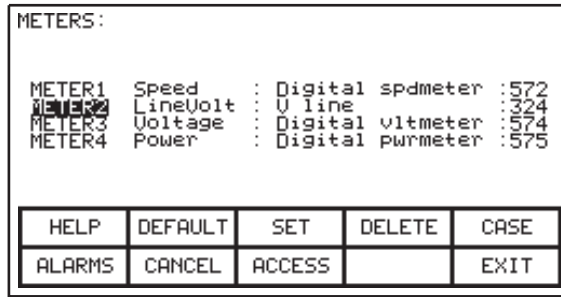 METERS:
METER1 Speed : Digital spdmeter :572
METER2 LineVolt : V line :324
METER3 Voltage : Digital vltmeter :574
METER4 Power : Digital pwrmeter :575
HELP DEFAULT SET DELETE CASE
ALARMS CANCEL ACCESS EXIT